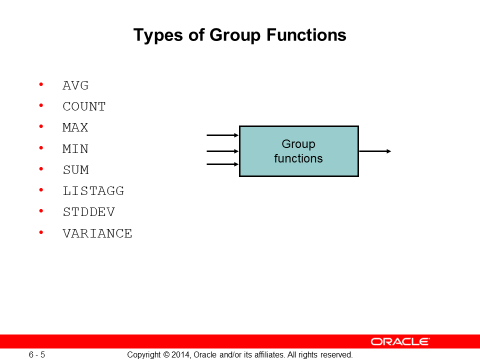 Types of Group Functions
• AVG
• COUNT
• MAX
• MIN
• SUM
• LISTAGG
• STDDEV
• VARIANCE
Group
functions
ORACLE
6 - 5
Copyright © 2014, Oracle and/or its affiliates. All rights reserved.